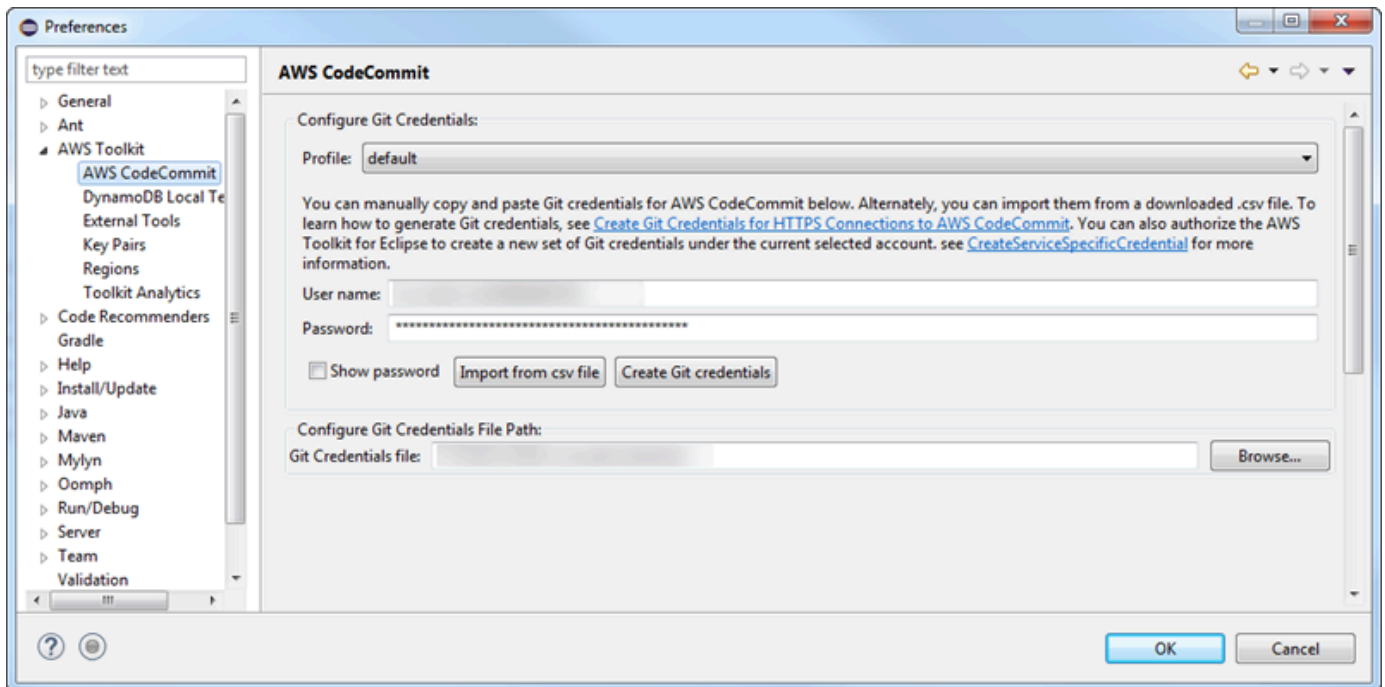 Preferences
type filter text
General
Ant
AWS Toolkit
AWS CodeCommit
DynamoDB Local Te
External Tools
Key Pairs
Regions
Toolkit Analytics
Code Recommenders
Gradle
Help
Install/Update
Java
Maven
Mylyn
Oomph
Run/Debug
Server
Team
Validation
AWS CodeCommit
Configure Git Credentials:
Profile: default
You can manually copy and paste Git credentials for AWS CodeCommit below. Alternately, you can import them from a downloaded .csv file. To
learn how to generate Git credentials, see Create Git Credentials for HTTPS Connections to AWS CodeCommit. You can also authorize the AWS
Toolkit for Eclipse to create a new set of Git credentials under the current selected account. see CreateServiceSpecificCredential for more
information.
User name:
Password: ********************************************
Show password Import from csv file Create Git credentials
Configure Git Credentials File Path:
Git Credentials file: Browse...
OK Cancel